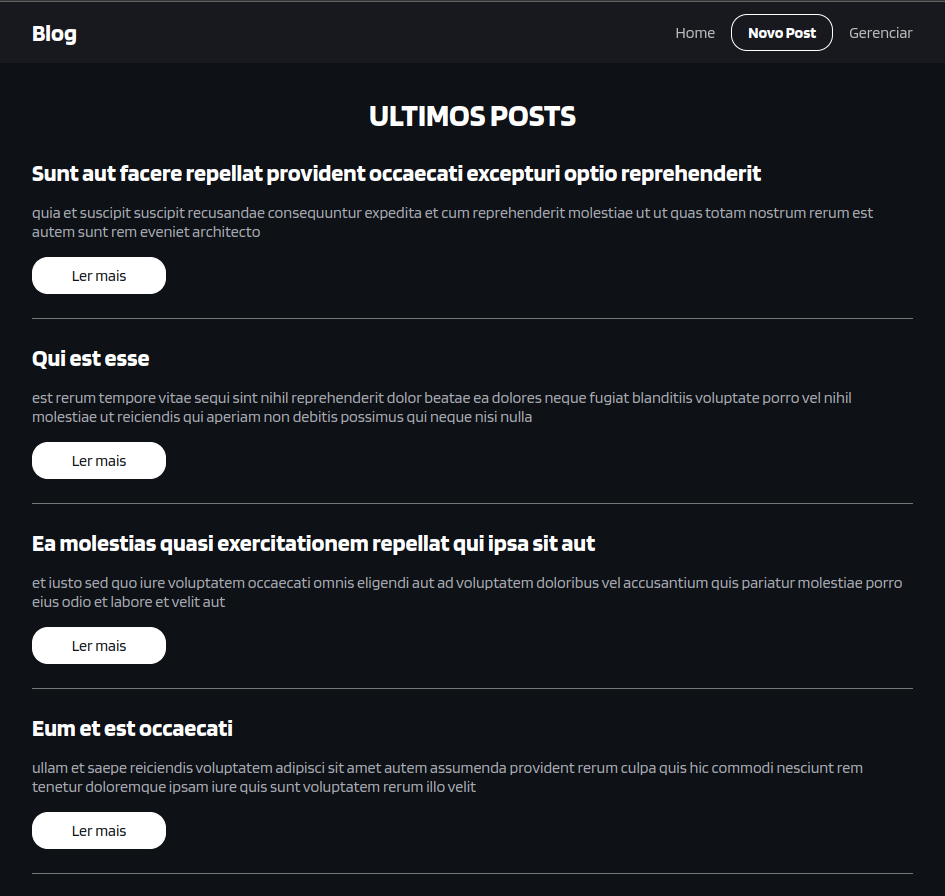 Blog
Home
Novo Post
Gerenciar
ULTIMOS POSTS
Sunt aut facere repellat provident occaecati excepturi optio reprehenderit
quia et suscipit suscipit recusandae consequuntur expedita et cum reprehenderit molestiae ut ut quas totam nostrum rerum est
autem sunt rem eveniet architecto
Ler mais
Qui est esse
est rerum tempore vitae sequi sint nihil reprehenderit dolor beatae ea dolores neque fugiat blanditiis voluptate porro vel nihil
molestiae ut reiciendis qui aperiam non debitis possimus qui neque nisi nulla
Ler mais
Ea molestias quasi exercitationem repellat qui ipsa sit aut
et iusto sed quo iure voluptatem occaecati omnis eligendi aut ad voluptatem doloribus vel accusantium quis pariatur molestiae porro
eius odio et labore et velit aut
Ler mais
Eum et est occaecati
ullam et saepe reiciendis voluptatem adipisci sit amet autem assumenda provident rerum culpa quis hic commodi nesciunt rem
tenetur doloremque ipsam iure quis sunt voluptatem rerum illo velit
Ler mais